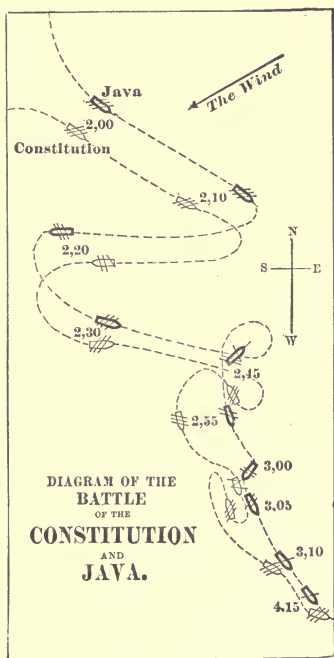 Java
The Wind
2,00
Constitution
2,10
N
2,20
S E
W
2,30
2,45
2,55
3,00
3,05
3,10
4.15
DIAGRAM OF THE
BATTLE
OF THE
CONSTITUTION
AND
JAVA.